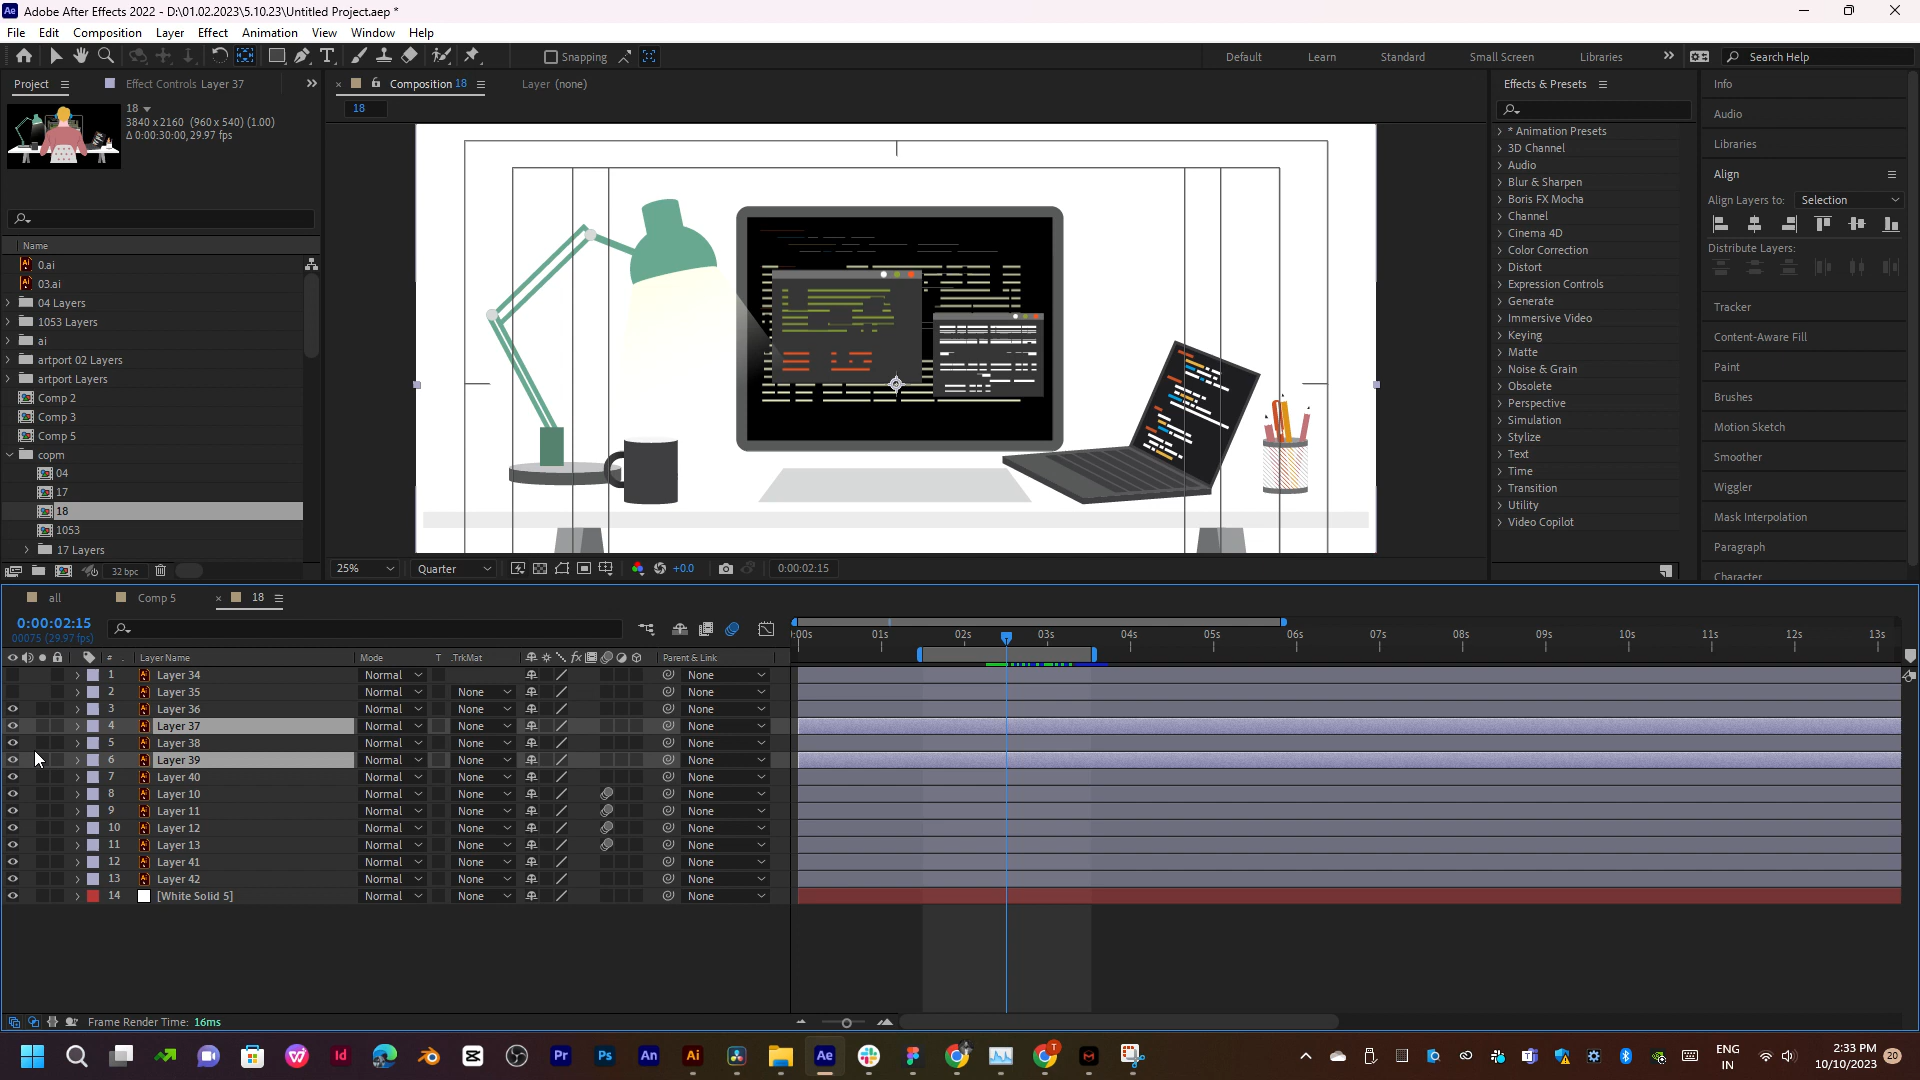 Adobe After Effects 2022 - D:\01.02.2023\5.10.23\Untitled Project.aep *
File Edit Composition Layer Effect Animation View Window Help
Snapping
Default Learn Standard Small Screen Libraries
Search Help
Project
Effect Controls Layer 37
18
3840 x 2160 (960 x 540) (1.00)
Δ 0:00:30:00, 29.97 fps
Name
0.ai
03.ai
04 Layers
1053 Layers
ai
artport 02 Layers
artport Layers
Comp 2
Comp 3
Comp 5
copm
04
17
18
1053
17 Layers
32 bpc
Composition 18
Layer (none)
18
25%
Quarter
+0.0
0:00:02:15
Effects & Presets
* Animation Presets
3D Channel
Audio
Blur & Sharpen
Boris FX Mocha
Channel
Cinema 4D
Color Correction
Distort
Expression Controls
Generate
Immersive Video
Keying
Matte
Noise & Grain
Obsolete
Perspective
Simulation
Stylize
Text
Time
Transition
Utility
Video Copilot
Info
Audio
Libraries
Align
Align Layers to: Selection
Distribute Layers:
Tracker
Content-Aware Fill
Paint
Brushes
Motion Sketch
Smoother
Wiggler
Mask Interpolation
Paragraph
Character
all
Comp 5
18
0:00:02:15
00075 (29.97 fps)
# Layer Name Mode T .TrkMat Parent & Link
:00s 01s 02s 03s 04s 05s 06s 07s 08s 09s 10s 11s 12s 13s
1 Layer 34 Normal None
2 Layer 35 Normal None None
3 Layer 36 Normal None None
4 Layer 37 Normal None None
5 Layer 38 Normal None None
6 Layer 39 Normal None None
7 Layer 40 Normal None None
8 Layer 10 Normal None None
9 Layer 11 Normal None None
10 Layer 12 Normal None None
11 Layer 13 Normal None None
12 Layer 41 Normal None None
13 Layer 42 Normal None None
14 [White Solid 5] Normal None None
Frame Render Time: 16ms
ENG
IN
2:33 PM
10/10/2023
20